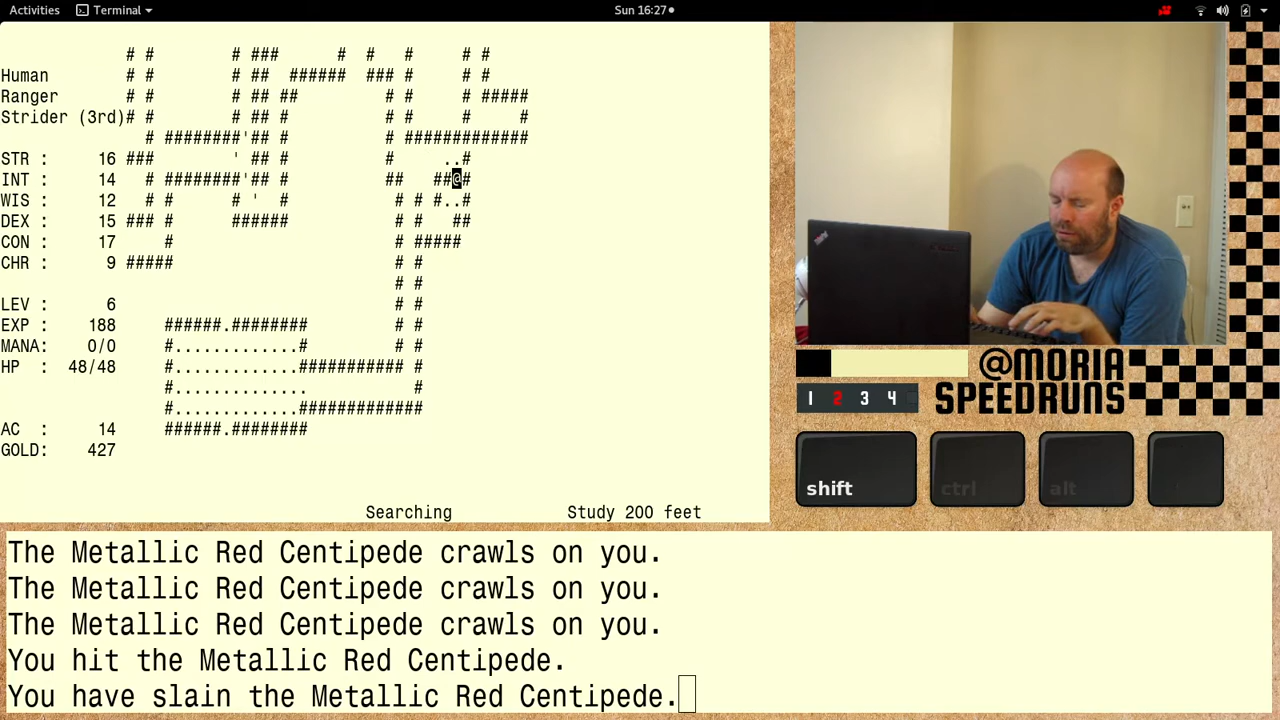 Activities Terminal Sun 16:27
Human
Ranger
Strider (3rd)
STR : 16
INT : 14
WIS : 12
DEX : 15
CON : 17
CHR : 9
LEV : 6
EXP : 188
MANA: 0/0
HP : 48/48
AC : 14
GOLD: 427
Searching Study 200 feet
@MORIA
SPEEDRUNS
1 2 3 4
shift ctrl alt
The Metallic Red Centipede crawls on you.
The Metallic Red Centipede crawls on you.
The Metallic Red Centipede crawls on you.
You hit the Metallic Red Centipede.
You have slain the Metallic Red Centipede.